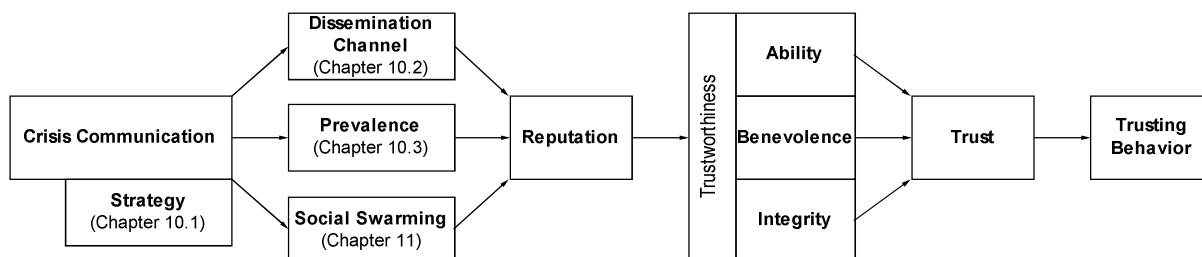 Crisis Communication
Strategy
(Chapter 10.1)
Dissemination
Channel
(Chapter 10.2)
Prevalence
(Chapter 10.3)
Social Swarming
(Chapter 11)
Reputation
Trustworthiness
Ability
Benevolence
Integrity
Trust
Trusting
Behavior